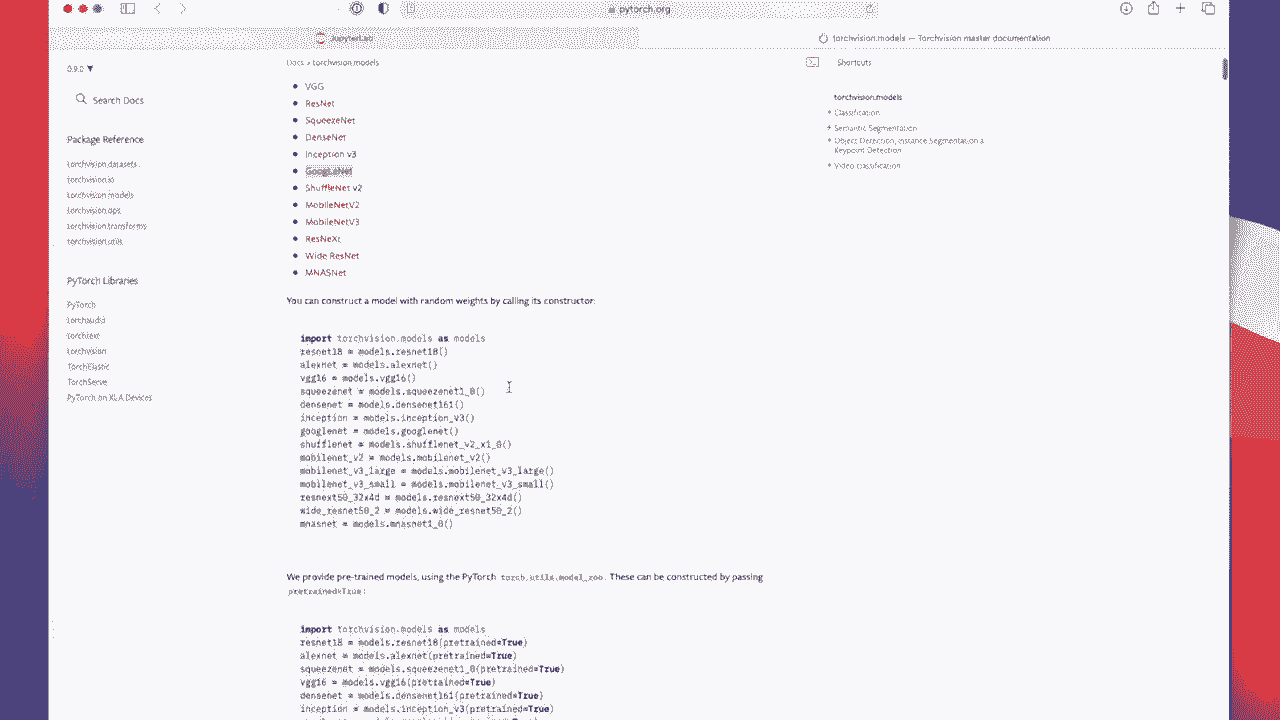 pytorch.org
JupyterLab
torchvision.models — Torchvision master documentation
0.9.0 ▼
Search Docs
Package Reference
torchvision.datasets
torchvision.io
torchvision.models
torchvision.ops
torchvision.transforms
torchvision.utils
PyTorch Libraries
PyTorch
torchaudio
torchtext
torchvision
TorchElastic
TorchServe
PyTorch on XLA Devices
Docs > torchvision.models
VGG
ResNet
SqueezeNet
DenseNet
Inception v3
GoogLeNet
ShuffleNet v2
MobileNetV2
MobileNetV3
ResNeXt
Wide ResNet
MNASNet
You can construct a model with random weights by calling its constructor:
import torchvision.models as models
resnet18 = models.resnet18()
alexnet = models.alexnet()
vgg16 = models.vgg16()
squeezenet = models.squeezenet1_0()
densenet = models.densenet161()
inception = models.inception_v3()
googlenet = models.googlenet()
shufflenet = models.shufflenet_v2_x1_0()
mobilenet_v2 = models.mobilenet_v2()
mobilenet_v3_large = models.mobilenet_v3_large()
mobilenet_v3_small = models.mobilenet_v3_small()
resnext50_32x4d = models.resnext50_32x4d()
wide_resnet50_2 = models.wide_resnet50_2()
mnasnet = models.mnasnet1_0()
We provide pre-trained models, using the PyTorch torch.utils.model_zoo. These can be constructed by passing
pretrained=True:
import torchvision.models as models
resnet18 = models.resnet18(pretrained=True)
alexnet = models.alexnet(pretrained=True)
squeezenet = models.squeezenet1_0(pretrained=True)
vgg16 = models.vgg16(pretrained=True)
densenet = models.densenet161(pretrained=True)
inception = models.inception_v3(pretrained=True)
Shortcuts
torchvision.models
+ Classification
+ Semantic Segmentation
+ Object Detection, Instance Segmentation a
Keypoint Detection
+ Video classification